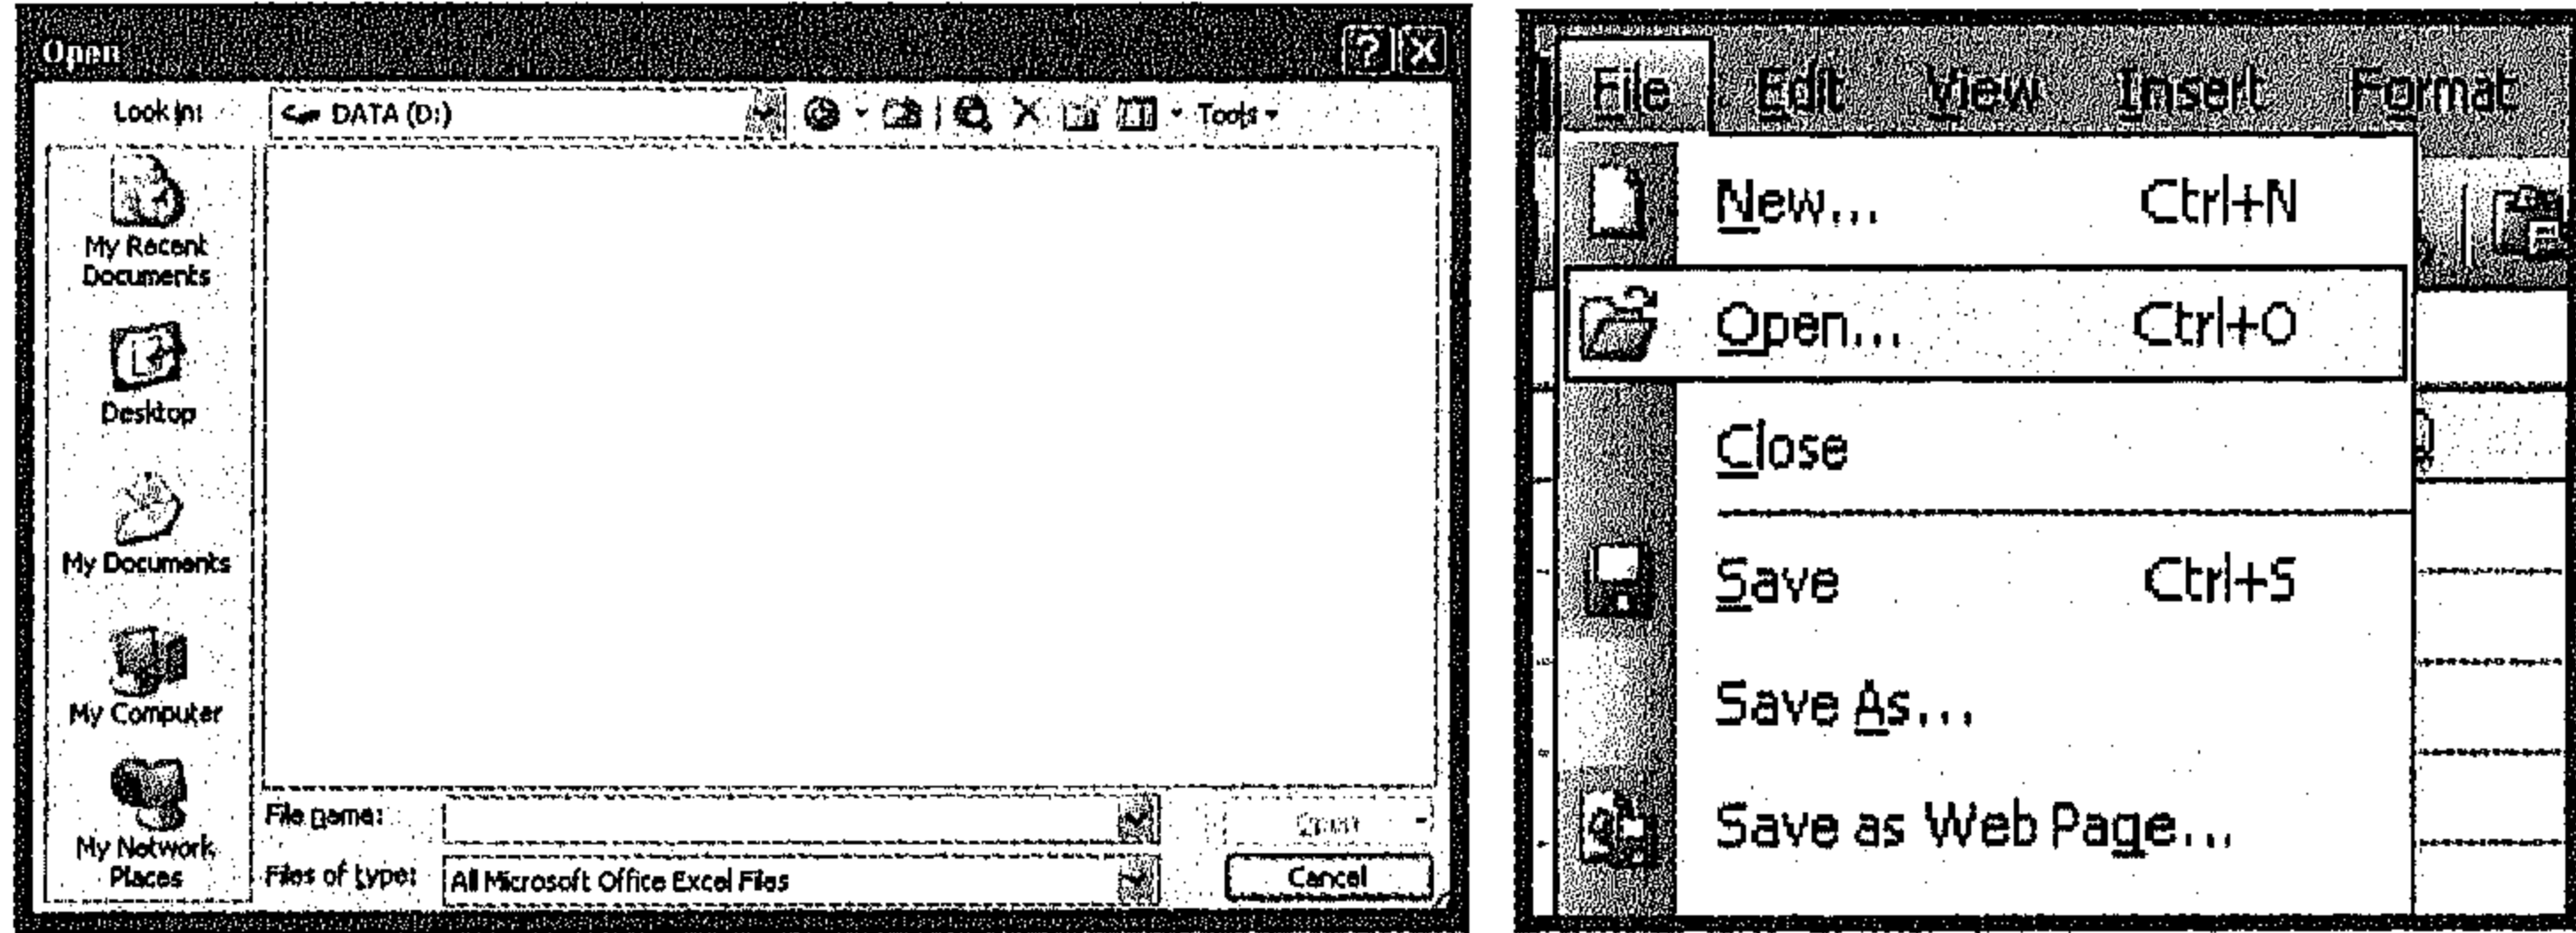 Open
Look in: DATA (D:) Tools
My Recent
Documents
Desktop
My Documents
My Computer
My Network
Places
File name:
Open
Files of type: All Microsoft Office Excel Files
Cancel
File Edit View Insert Format
New... Ctrl+N
Open... Ctrl+O
Close
Save Ctrl+S
Save As...
Save as Web Page...